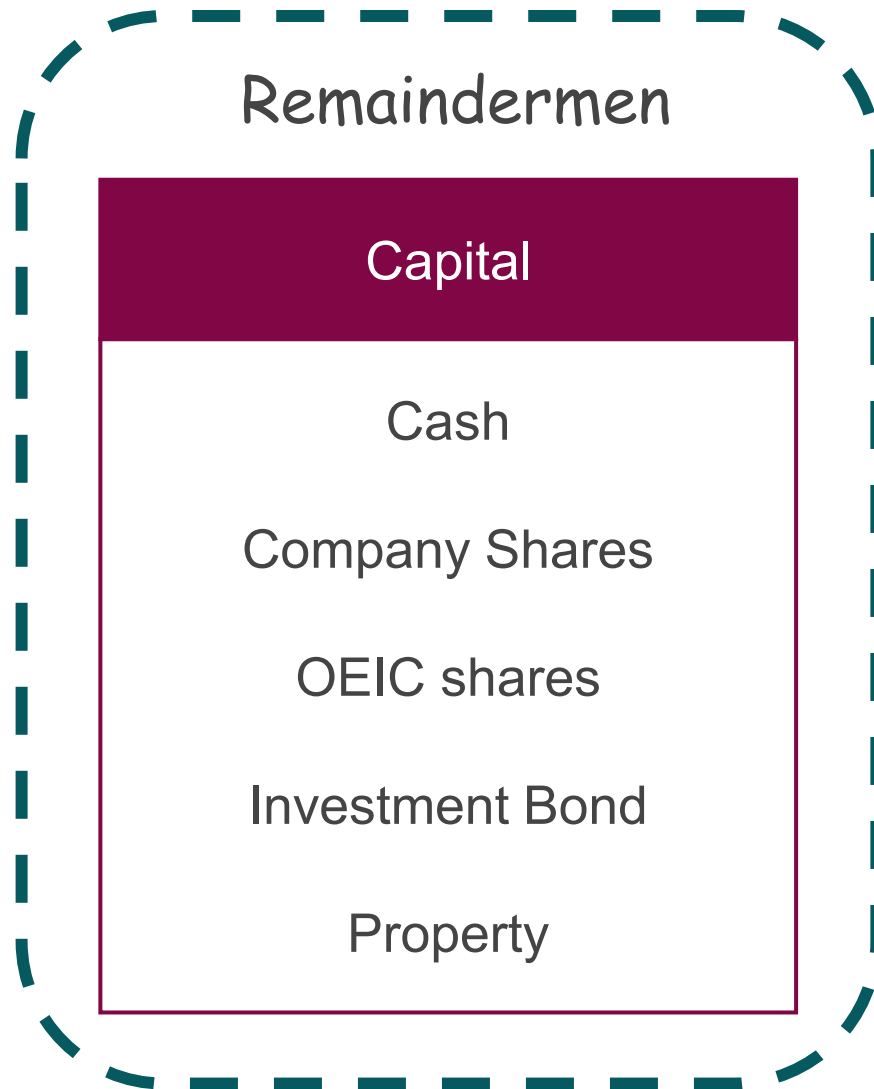 Remaindermen
Capital
Cash
Company Shares
OEIC shares
Investment Bond
Property